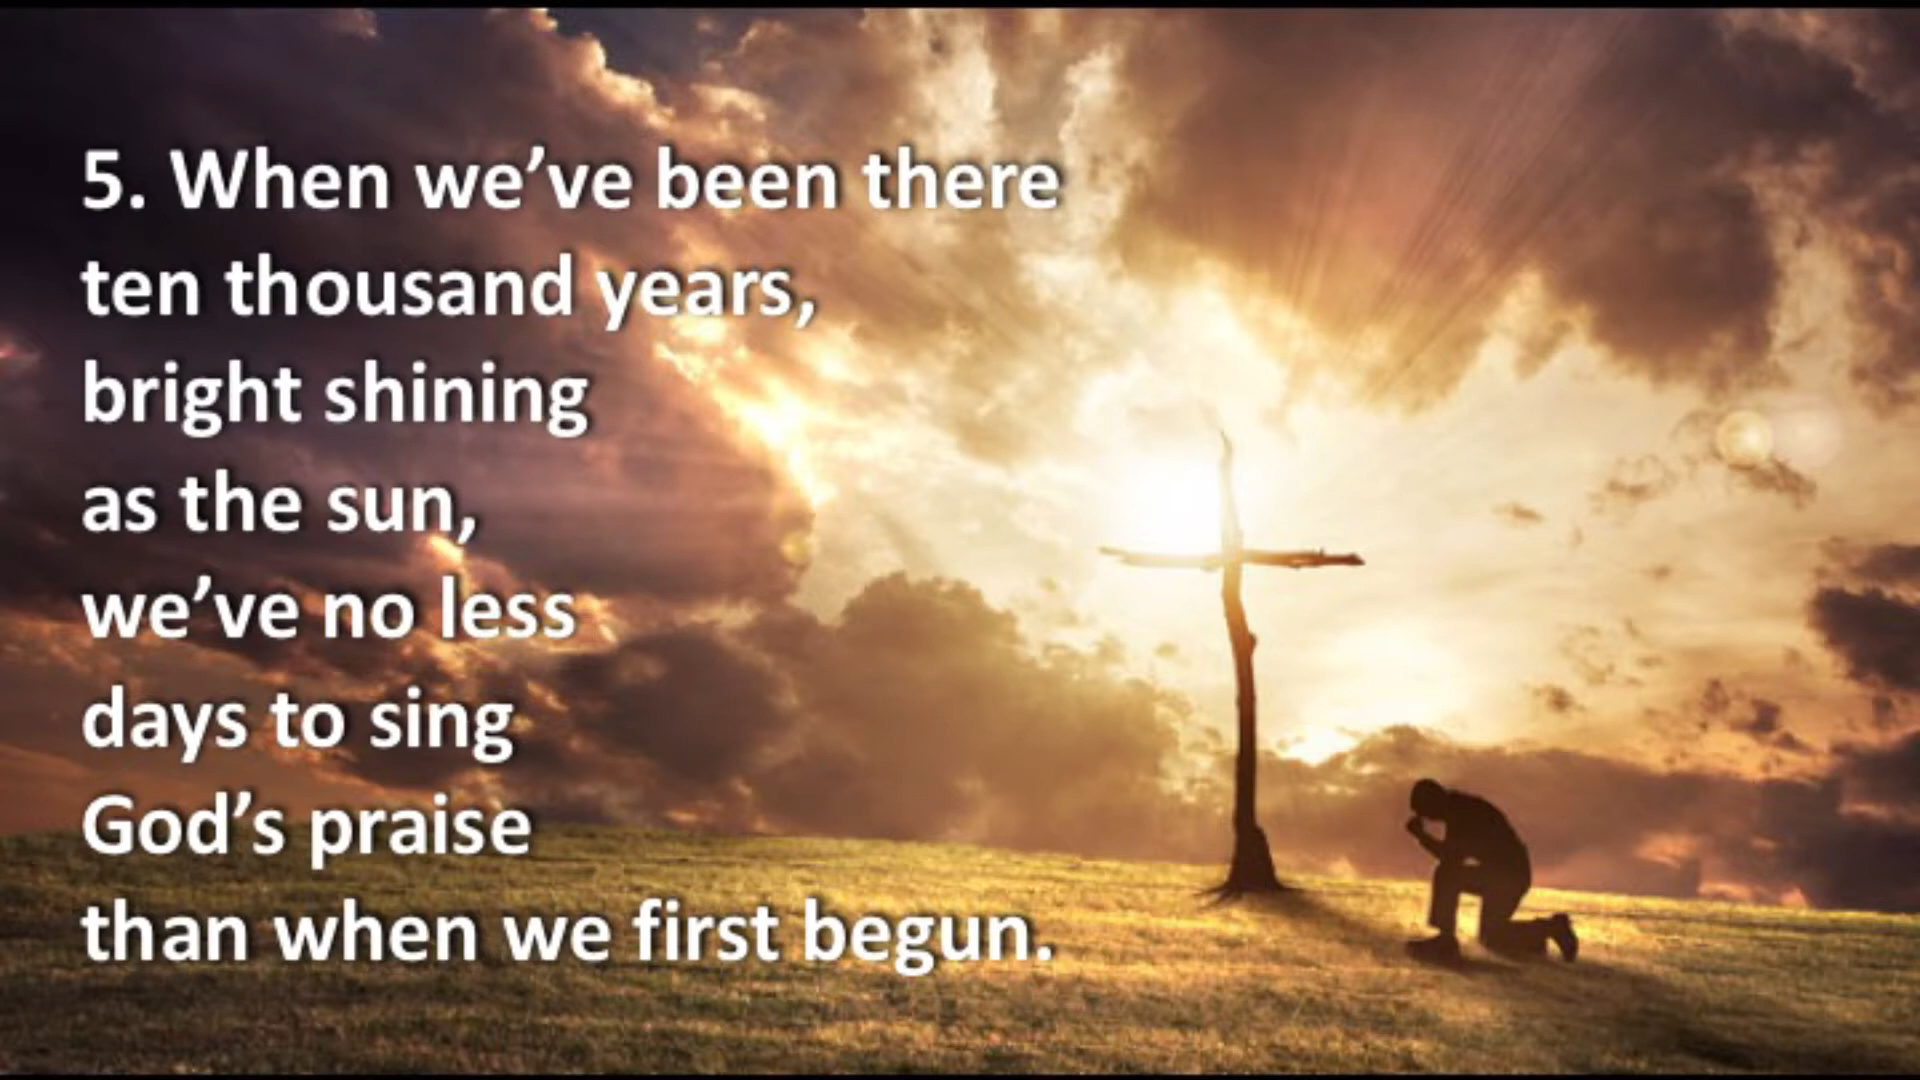 5. When we’ve been there
ten thousand years,
bright shining
as the sun,
we’ve no less
days to sing
God’s praise
than when we first begun.